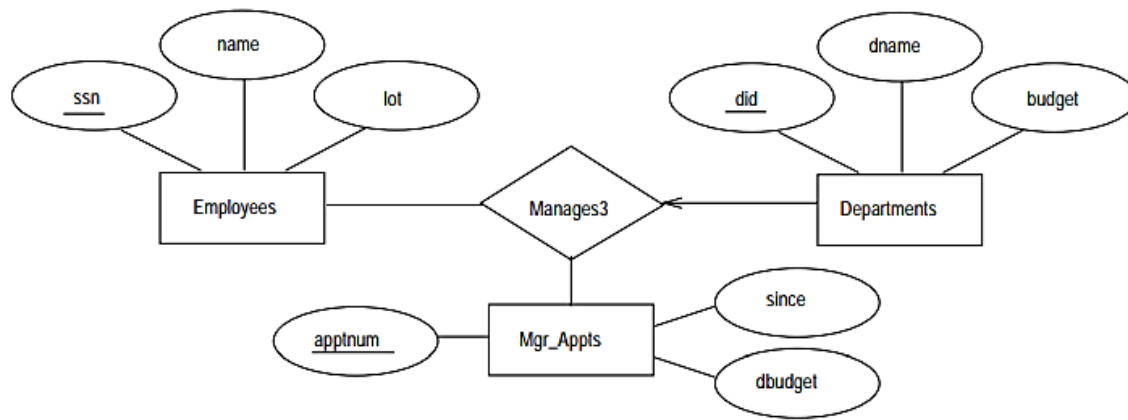 name
ssn
lot
Employees
dname
did
budget
Departments
Manages3
apptnum
Mgr_Appts
since
dbudget